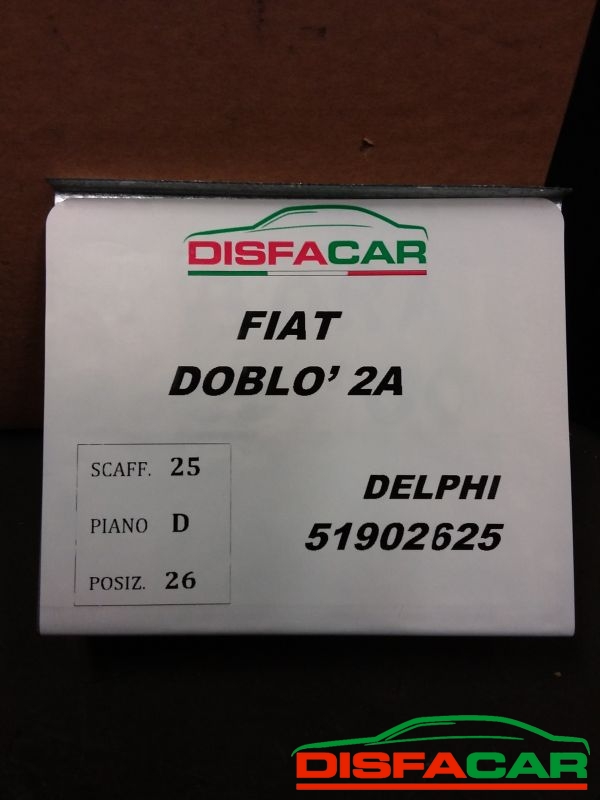 DISFACAR
FIAT
DOBLO' 2A
SCAFF. 25
PIANO D
POSIZ. 26
DELPHI
51902625
DISFACAR